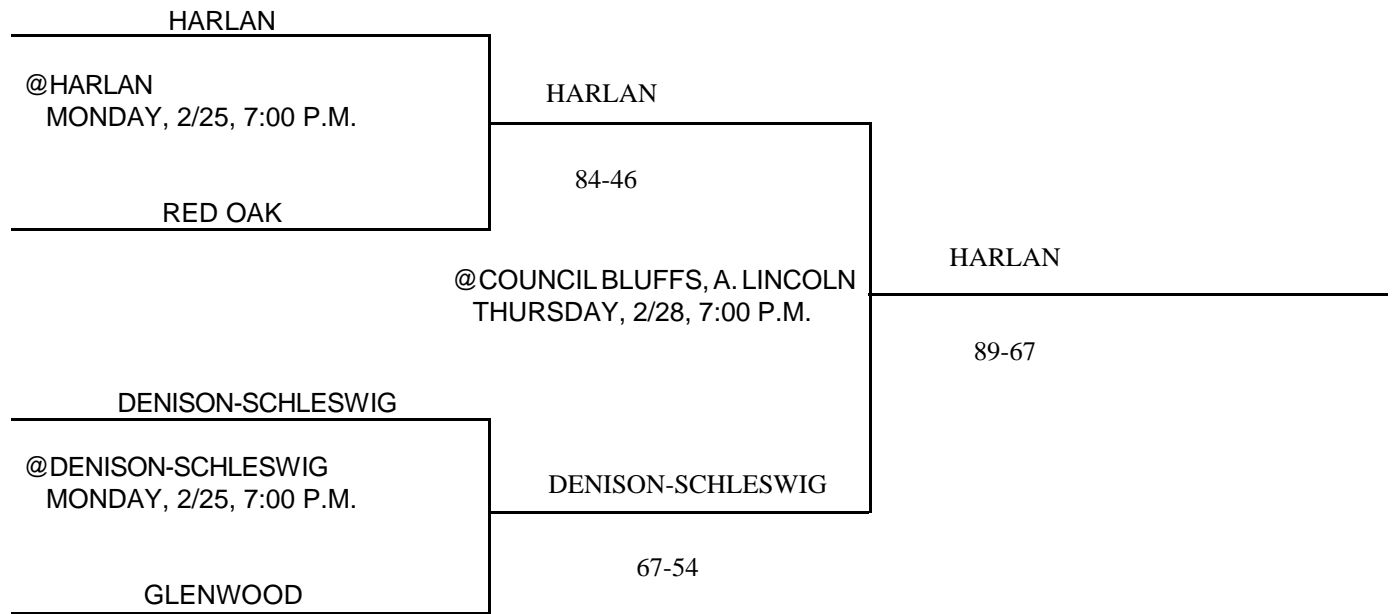 HARLAN
@HARLAN
MONDAY, 2/25, 7:00 P.M.
HARLAN
84-46
RED OAK
@COUNCIL BLUFFS, A. LINCOLN
THURSDAY, 2/28, 7:00 P.M.
HARLAN
89-67
DENISON-SCHLESWIG
@DENISON-SCHLESWIG
MONDAY, 2/25, 7:00 P.M.
DENISON-SCHLESWIG
67-54
GLENWOOD